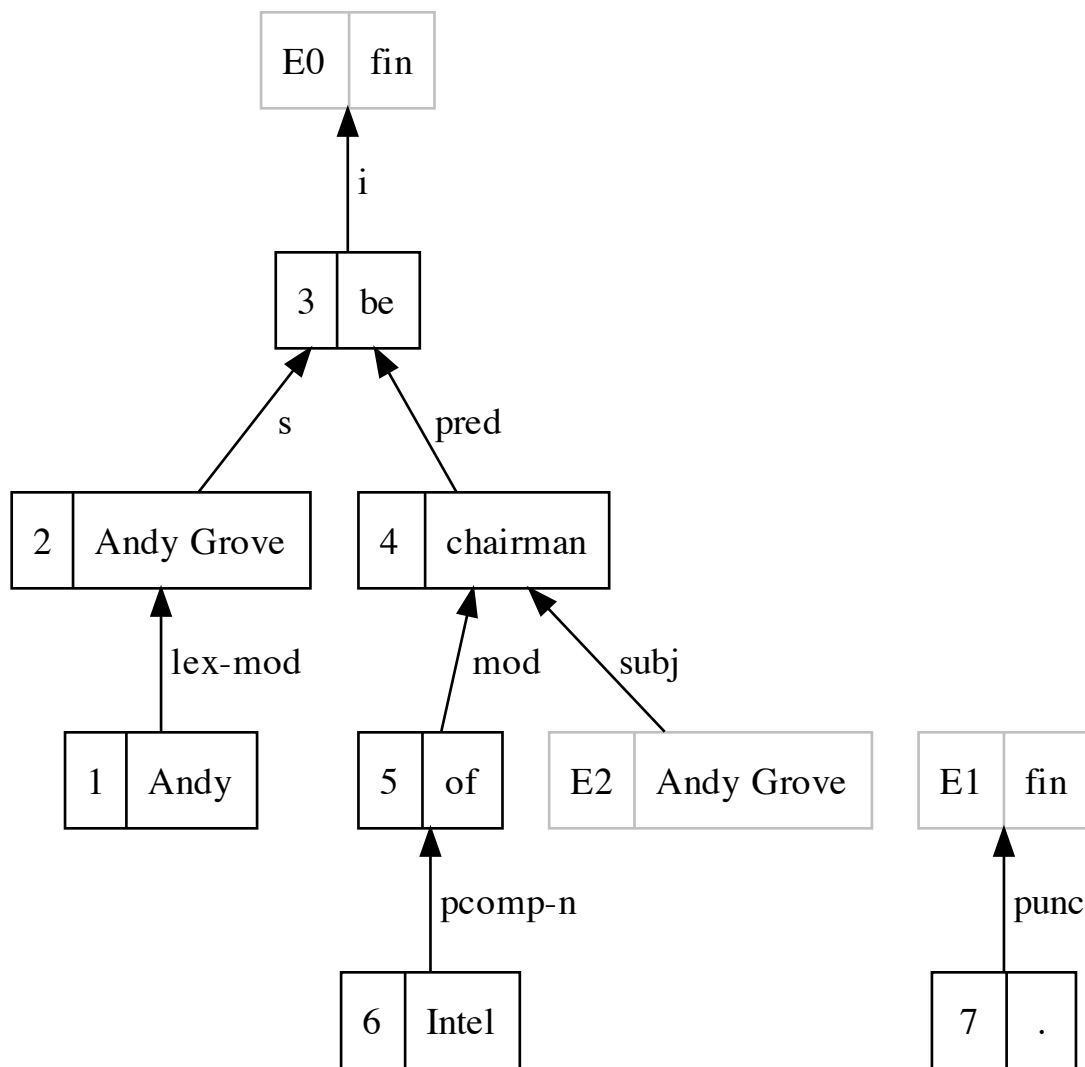 E0 fin
i
3 be
s pred
2 Andy Grove 4 chairman
lex-mod mod subj
1 Andy 5 of E2 Andy Grove E1 fin
pcomp-n punc
6 Intel 7 .